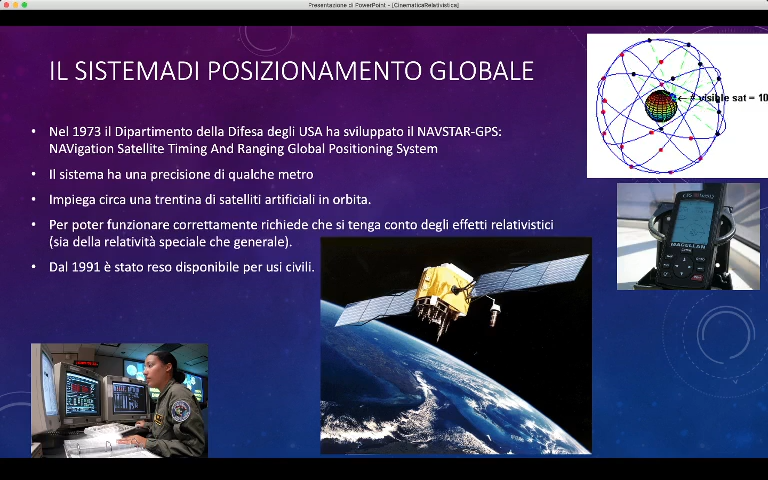 Presentazione di PowerPoint - [CinematicaRelativistica]
IL SISTEMADI POSIZIONAMENTO GLOBALE
• Nel 1973 il Dipartimento della Difesa degli USA ha sviluppato il NAVSTAR-GPS:
NAVigation Satellite Timing And Ranging Global Positioning System
• Il sistema ha una precisione di qualche metro
• Impiega circa una trentina di satelliti artificiali in orbita.
• Per poter funzionare correttamente richiede che si tenga conto degli effetti relativistici
(sia della relatività speciale che generale).
• Dal 1991 è stato reso disponibile per usi civili.
# visible sat = 10
MAGELLAN